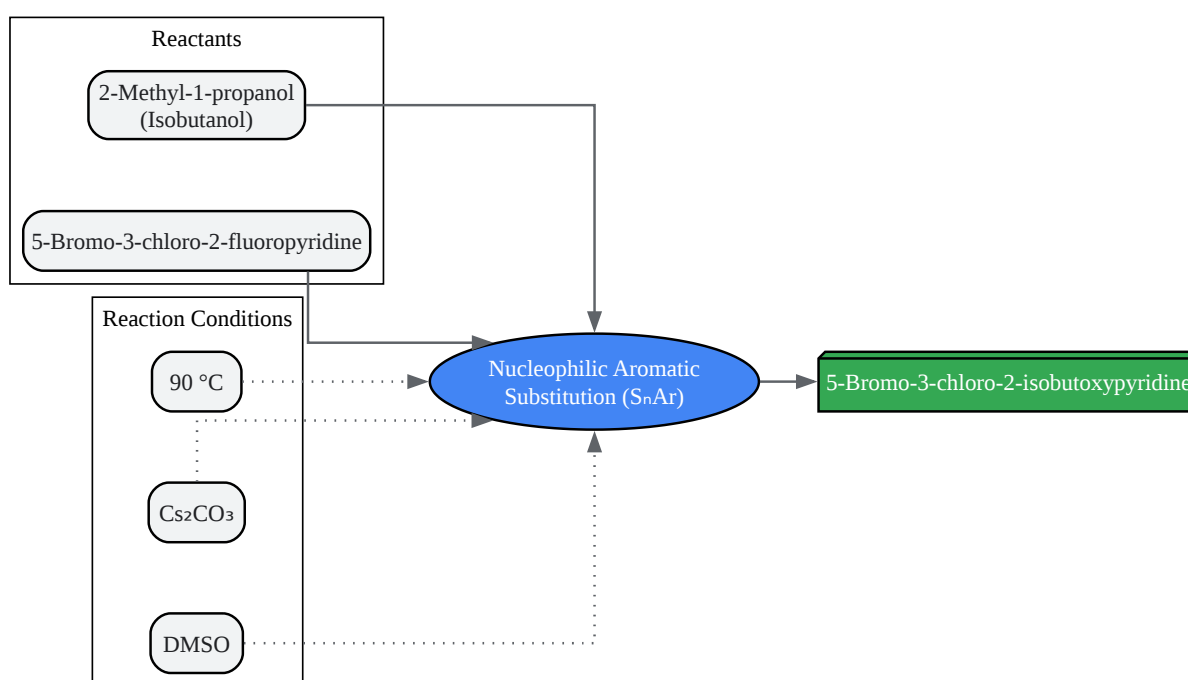 Reactants
2-Methyl-1-propanol
(Isobutanol)
5-Bromo-3-chloro-2-fluoropyridine
Reaction Conditions
90 °C
Cs₂CO₃
DMSO
Nucleophilic Aromatic
Substitution (SₙAr)
5-Bromo-3-chloro-2-isobutoxypyridine